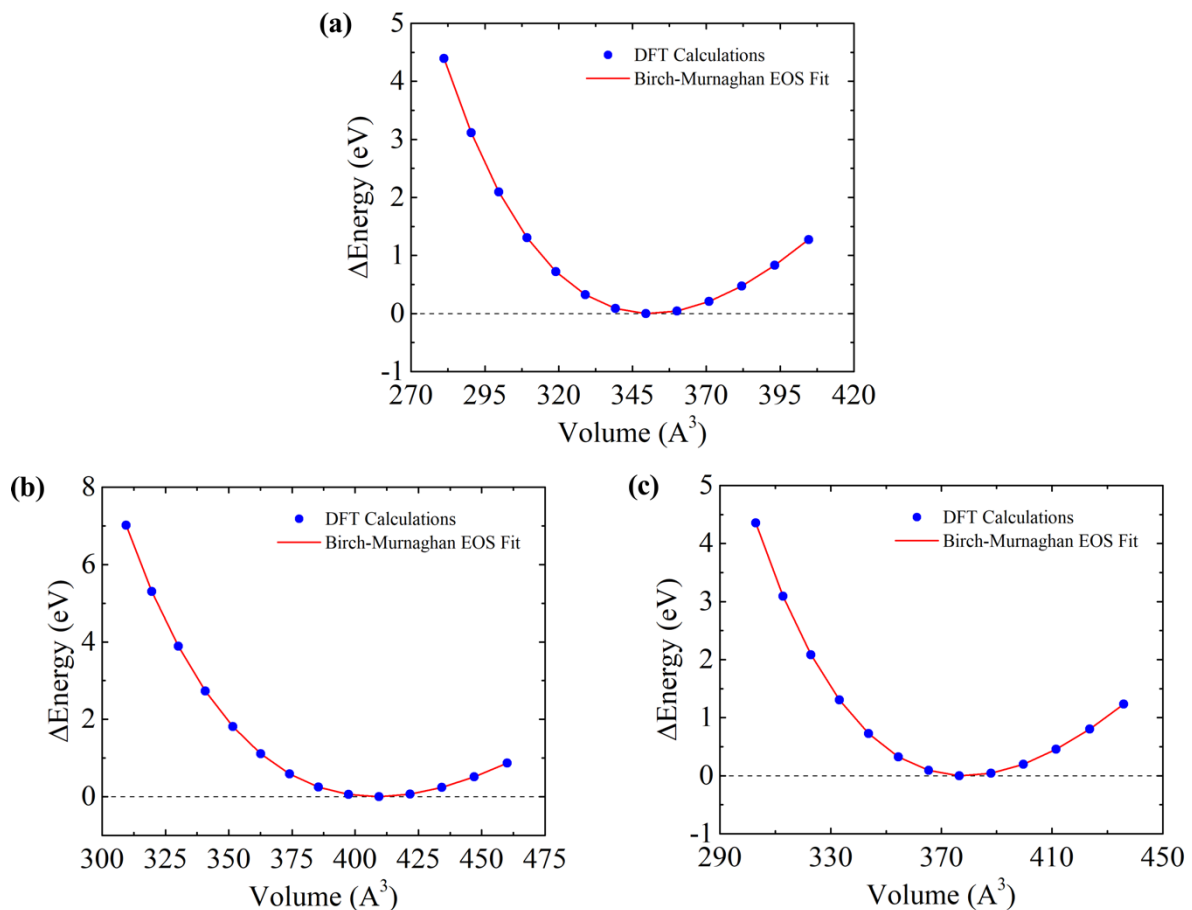 (a)
5
4
3
2
1
0
-1
ΔEnergy (eV)
DFT Calculations
Birch-Murnaghan EOS Fit
270 295 320 345 370 395 420
Volume (A³)
(b)
8
6
4
2
0
ΔEnergy (eV)
DFT Calculations
Birch-Murnaghan EOS Fit
300 325 350 375 400 425 450 475
Volume (A³)
(c)
5
4
3
2
1
0
-1
ΔEnergy (eV)
DFT Calculations
Birch-Murnaghan EOS Fit
290 330 370 410 450
Volume (A³)